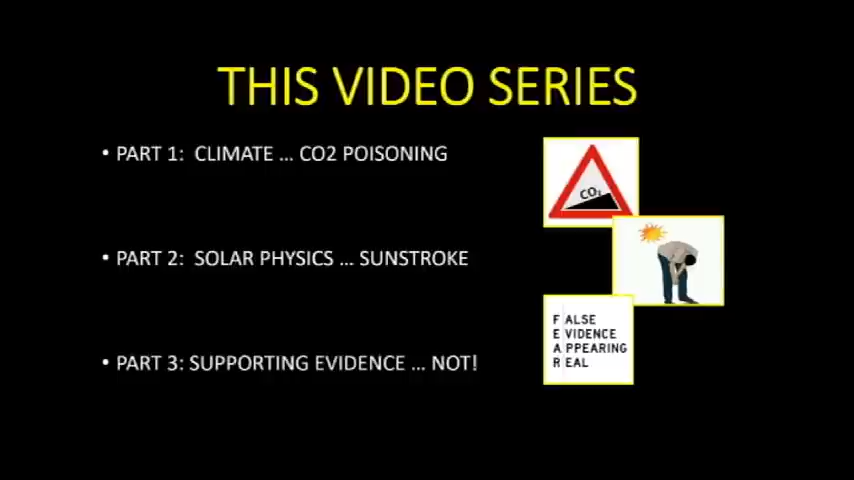 THIS VIDEO SERIES
• PART 1: CLIMATE ... CO2 POISONING
CO₂
• PART 2: SOLAR PHYSICS ... SUNSTROKE
FALSE
EVIDENCE
APPEARING
REAL
• PART 3: SUPPORTING EVIDENCE ... NOT!